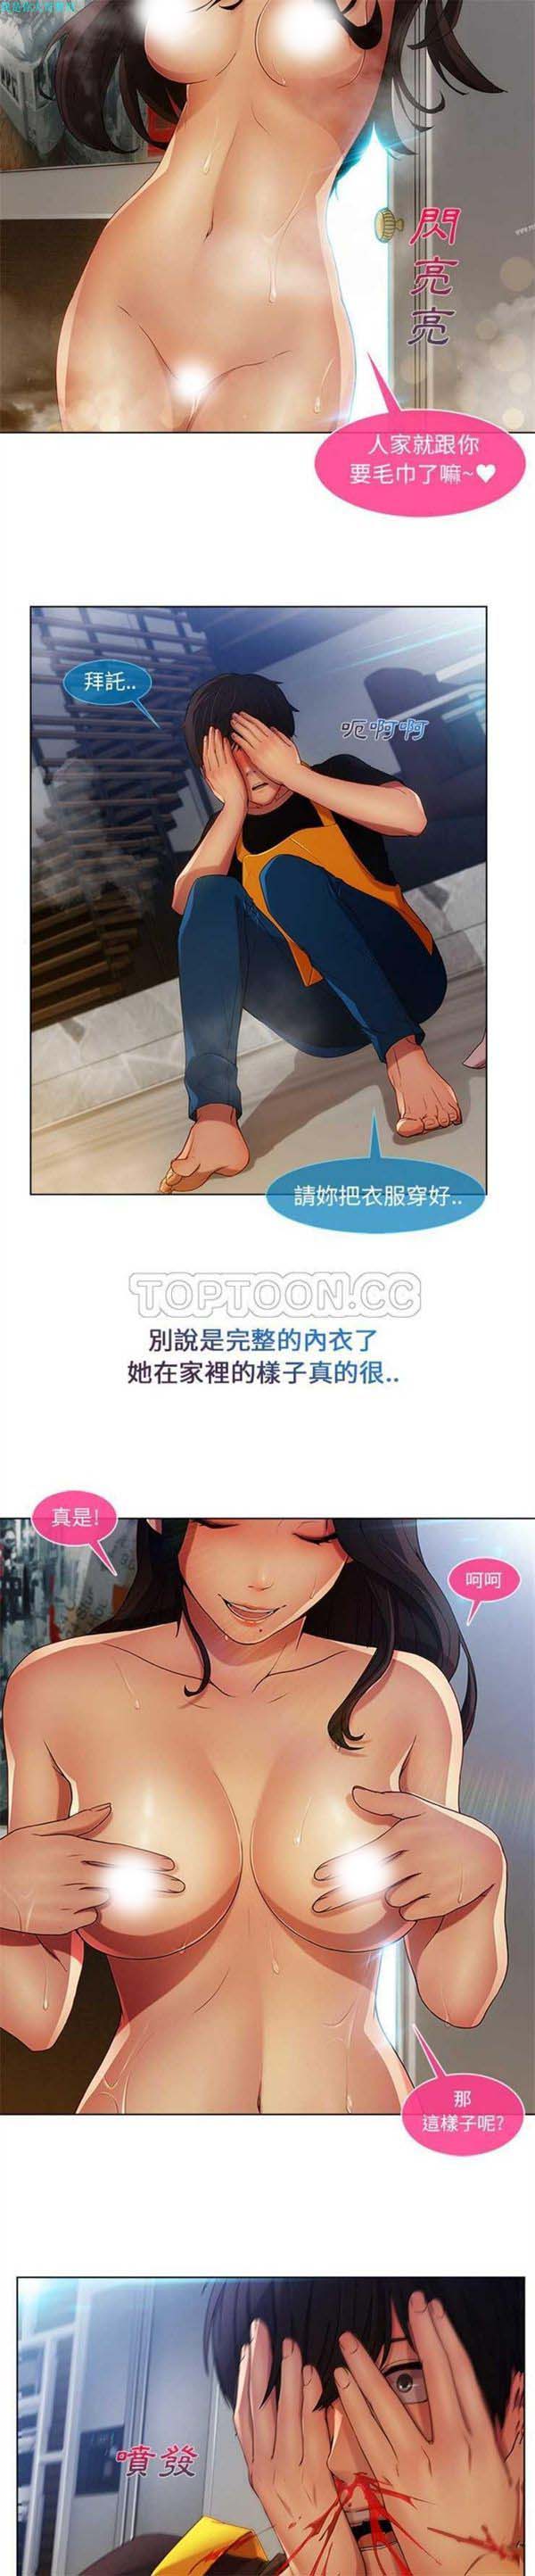 閃亮亮
人家就跟你
要毛巾了嘛~♥
拜託..
呃啊啊
請妳把衣服穿好..
TOPTOON.CC
別說是完整的內衣了
她在家裡的樣子真的很..
真是!
呵呵
那
這樣子呢?
噴發